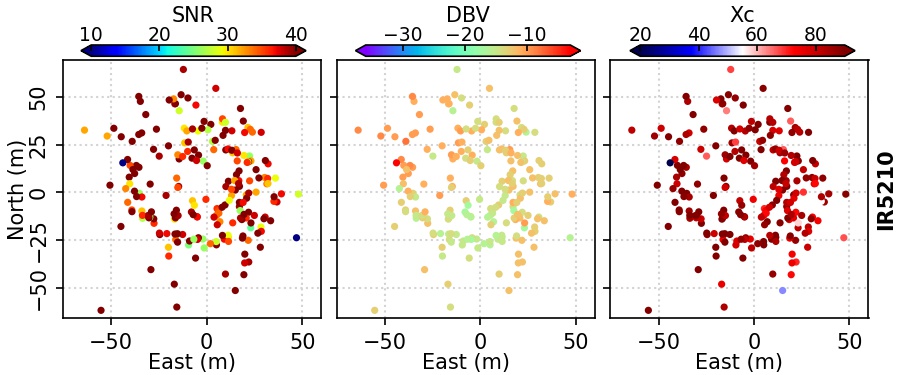 SNR DBV Xc
10 20 30 40 −30 −20 −10 20 40 60 80
50
25
0
−25
−50
North (m)
−50 0 50 −50 0 50 −50 0 50
East (m) East (m) East (m)
IR5210